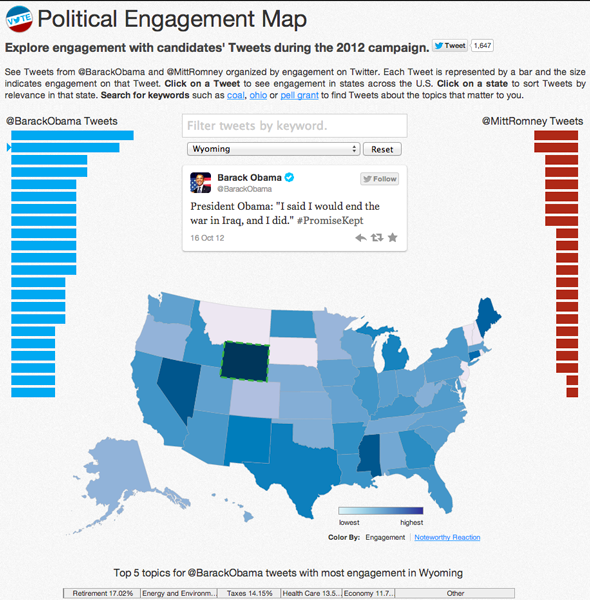 VOTE Political Engagement Map
Explore engagement with candidates' Tweets during the 2012 campaign. Tweet 1,647
See Tweets from @BarackObama and @MittRomney organized by engagement on Twitter. Each Tweet is represented by a bar and the size
indicates engagement on that Tweet. Click on a Tweet to see engagement in states across the U.S. Click on a state to sort Tweets by
relevance in that state. Search for keywords such as coal, ohio or pell grant to find Tweets about the topics that matter to you.
@BarackObama Tweets
@MittRomney Tweets
Filter tweets by keyword.
Wyoming Reset
Barack Obama Follow
@BarackObama
President Obama: "I said I would end the
war in Iraq, and I did." #PromiseKept
16 Oct 12
lowest highest
Color By: Engagement | Noteworthy Reaction
Top 5 topics for @BarackObama tweets with most engagement in Wyoming
Retirement 17.02% Energy and Environm... Taxes 14.15% Health Care 13.5... Economy 11.7... Other